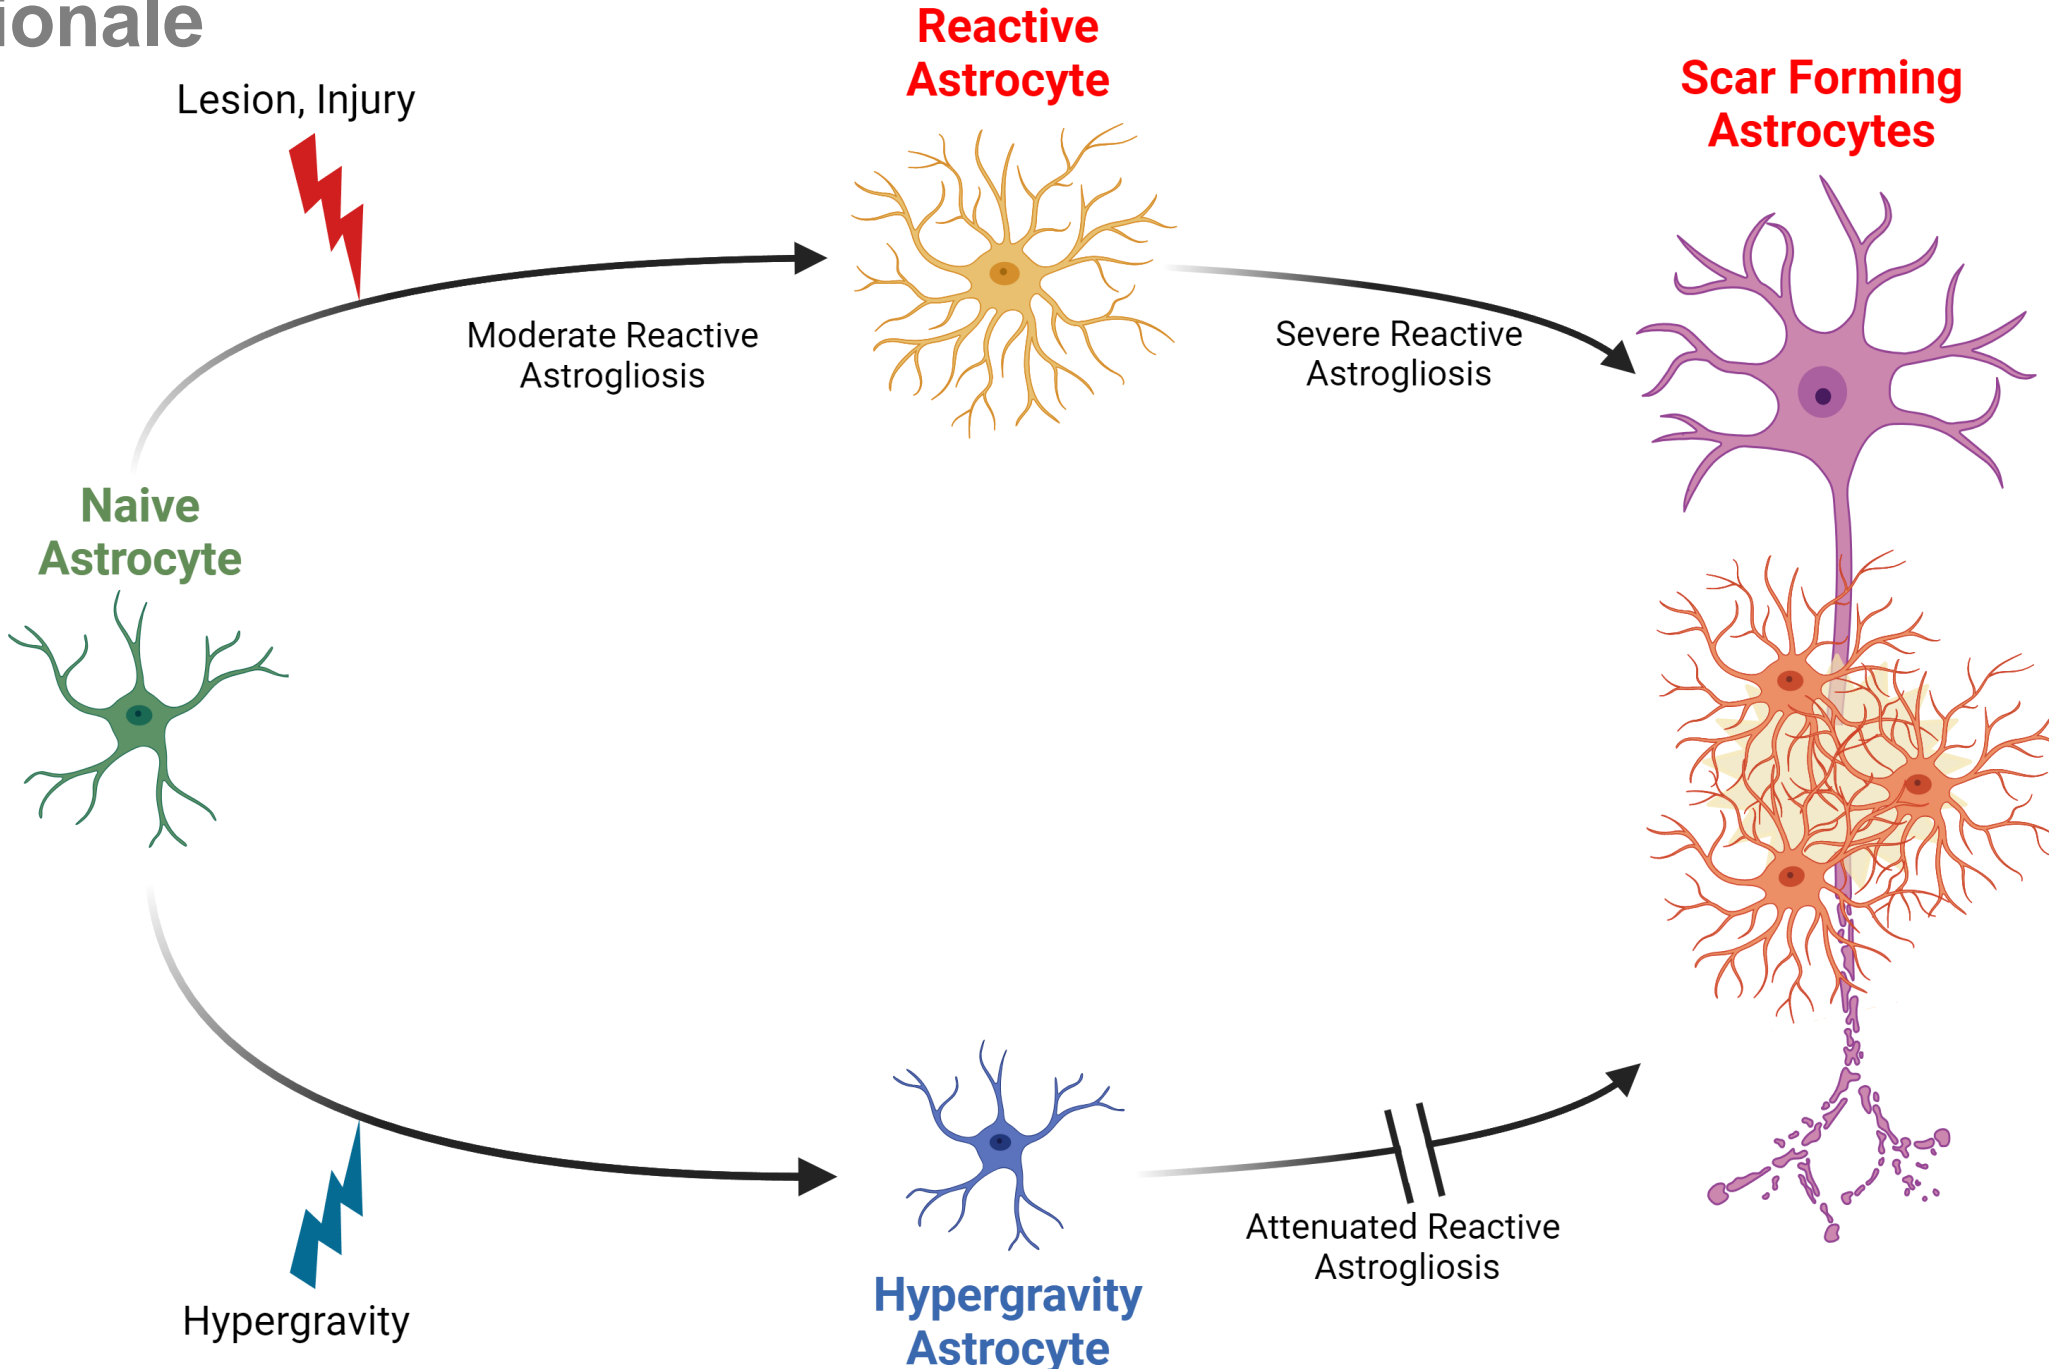 ionale
Reactive
Astrocyte
Scar Forming
Astrocytes
Lesion, Injury
Moderate Reactive
Astrogliosis
Severe Reactive
Astrogliosis
Naive
Astrocyte
Attenuated Reactive
Astrogliosis
Hypergravity
Hypergravity
Astrocyte